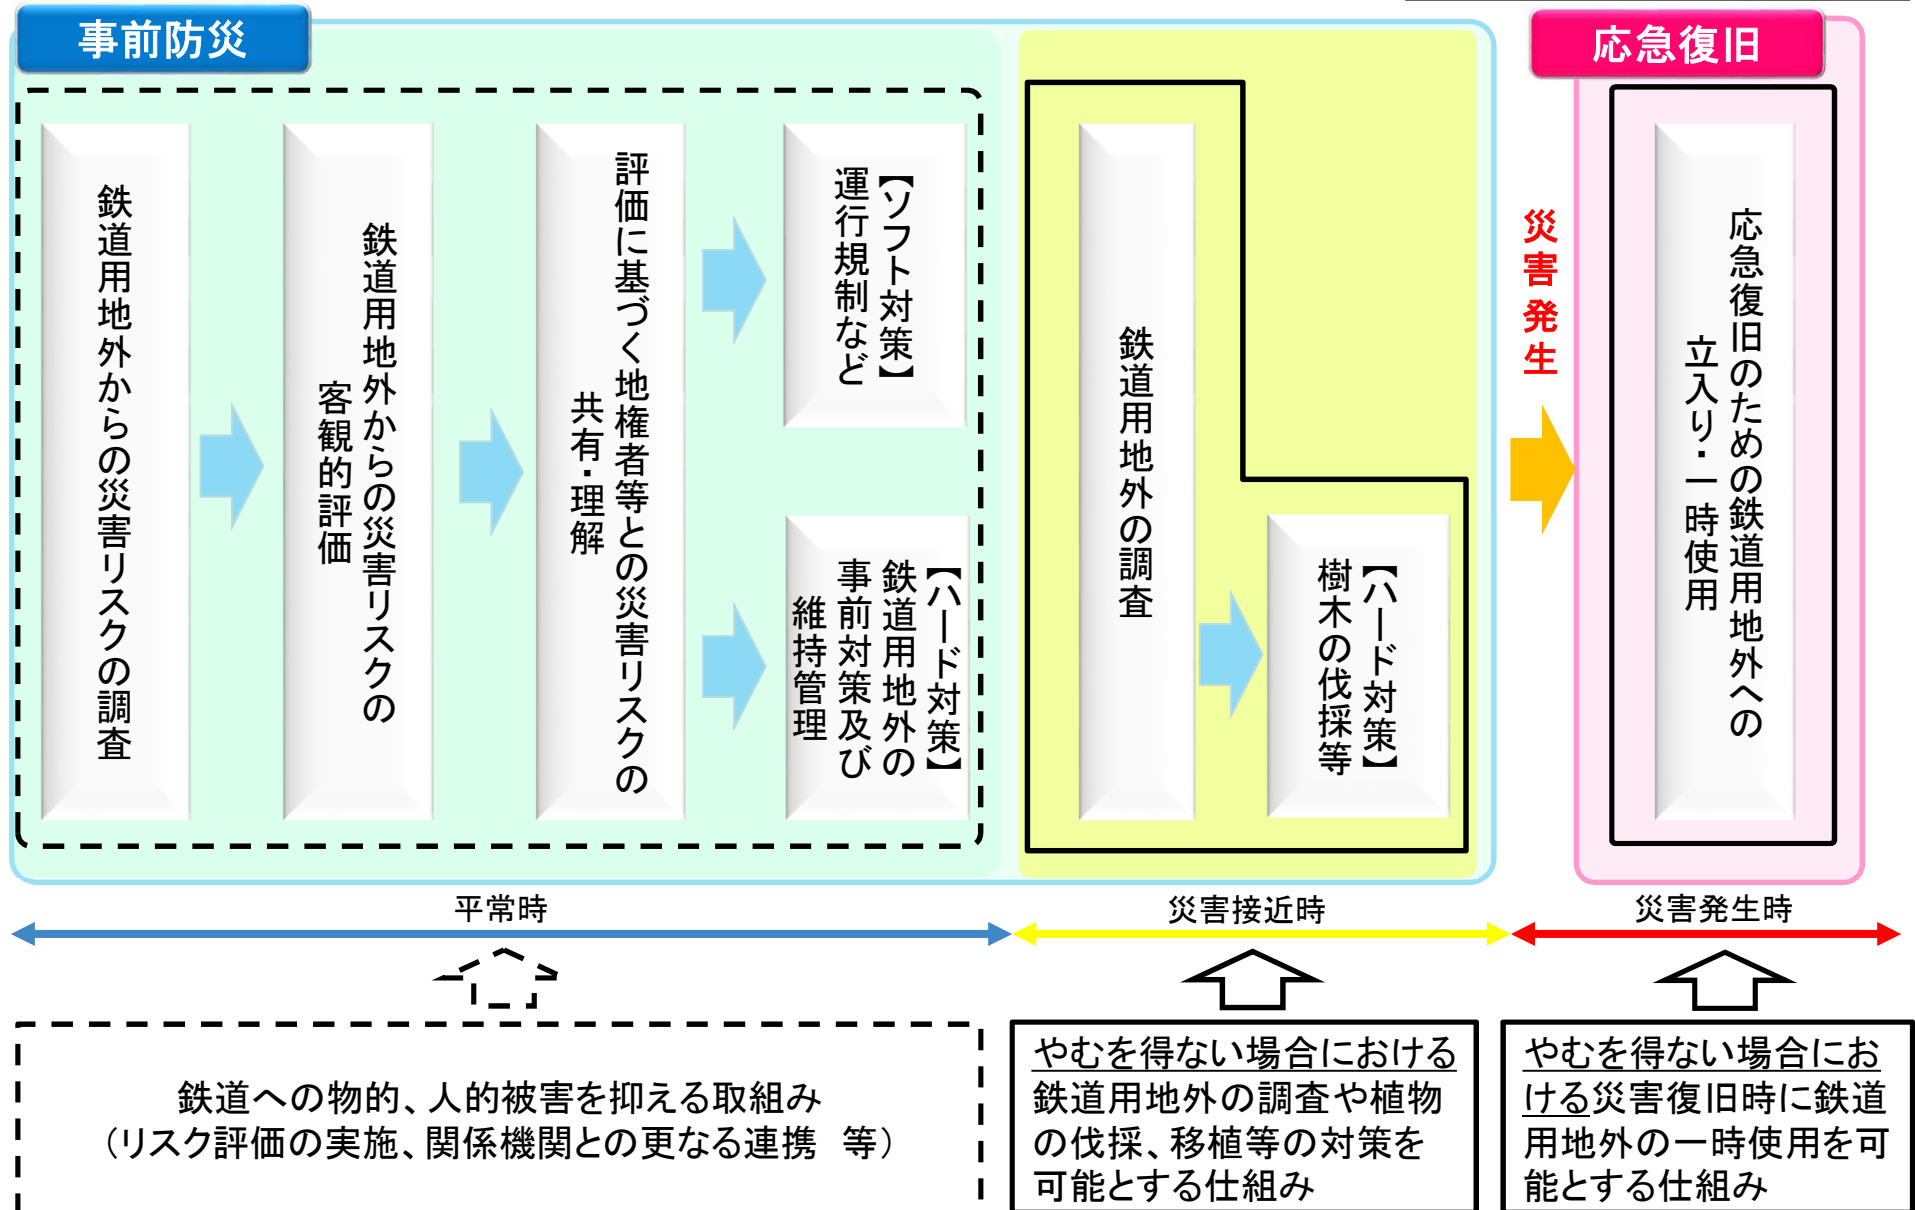 事前防災
応急復旧
鉄道用地外からの災害リスクの調査
鉄道用地外からの災害リスクの
客観的評価
評価に基づく地権者等との災害リスクの
共有・理解
【ソフト対策】
運行規制など
【ハード対策】
鉄道用地外の
事前対策及び
維持管理
鉄道用地外の調査
【ハード対策】
樹木の伐採等
災害発生
応急復旧のための鉄道用地外への
立入り・一時使用
平常時
災害接近時
災害発生時
鉄道への物的、人的被害を抑える取組み
（リスク評価の実施、関係機関との更なる連携　等）
やむを得ない場合における
鉄道用地外の調査や植物
の伐採、移植等の対策を
可能とする仕組み
やむを得ない場合にお
ける災害復旧時に鉄道
用地外の一時使用を可
能とする仕組み